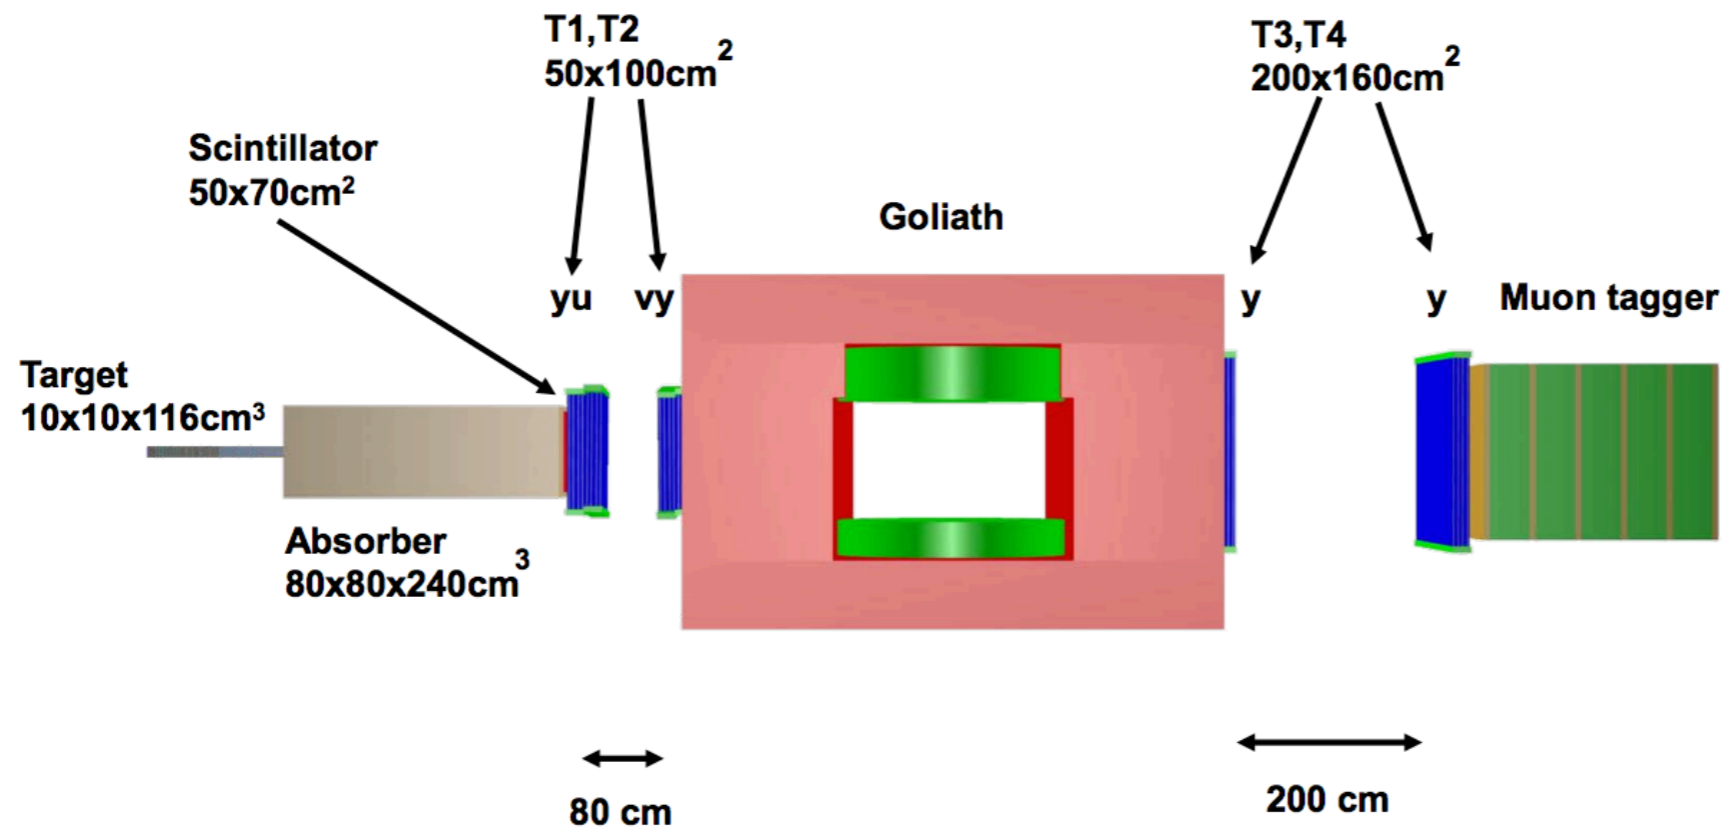 T1,T2
50x100cm²
T3,T4
200x160cm²
Scintillator
50x70cm²
Goliath
yu
vy
y
y
Muon tagger
Target
10x10x116cm³
Absorber
80x80x240cm³
80 cm
200 cm